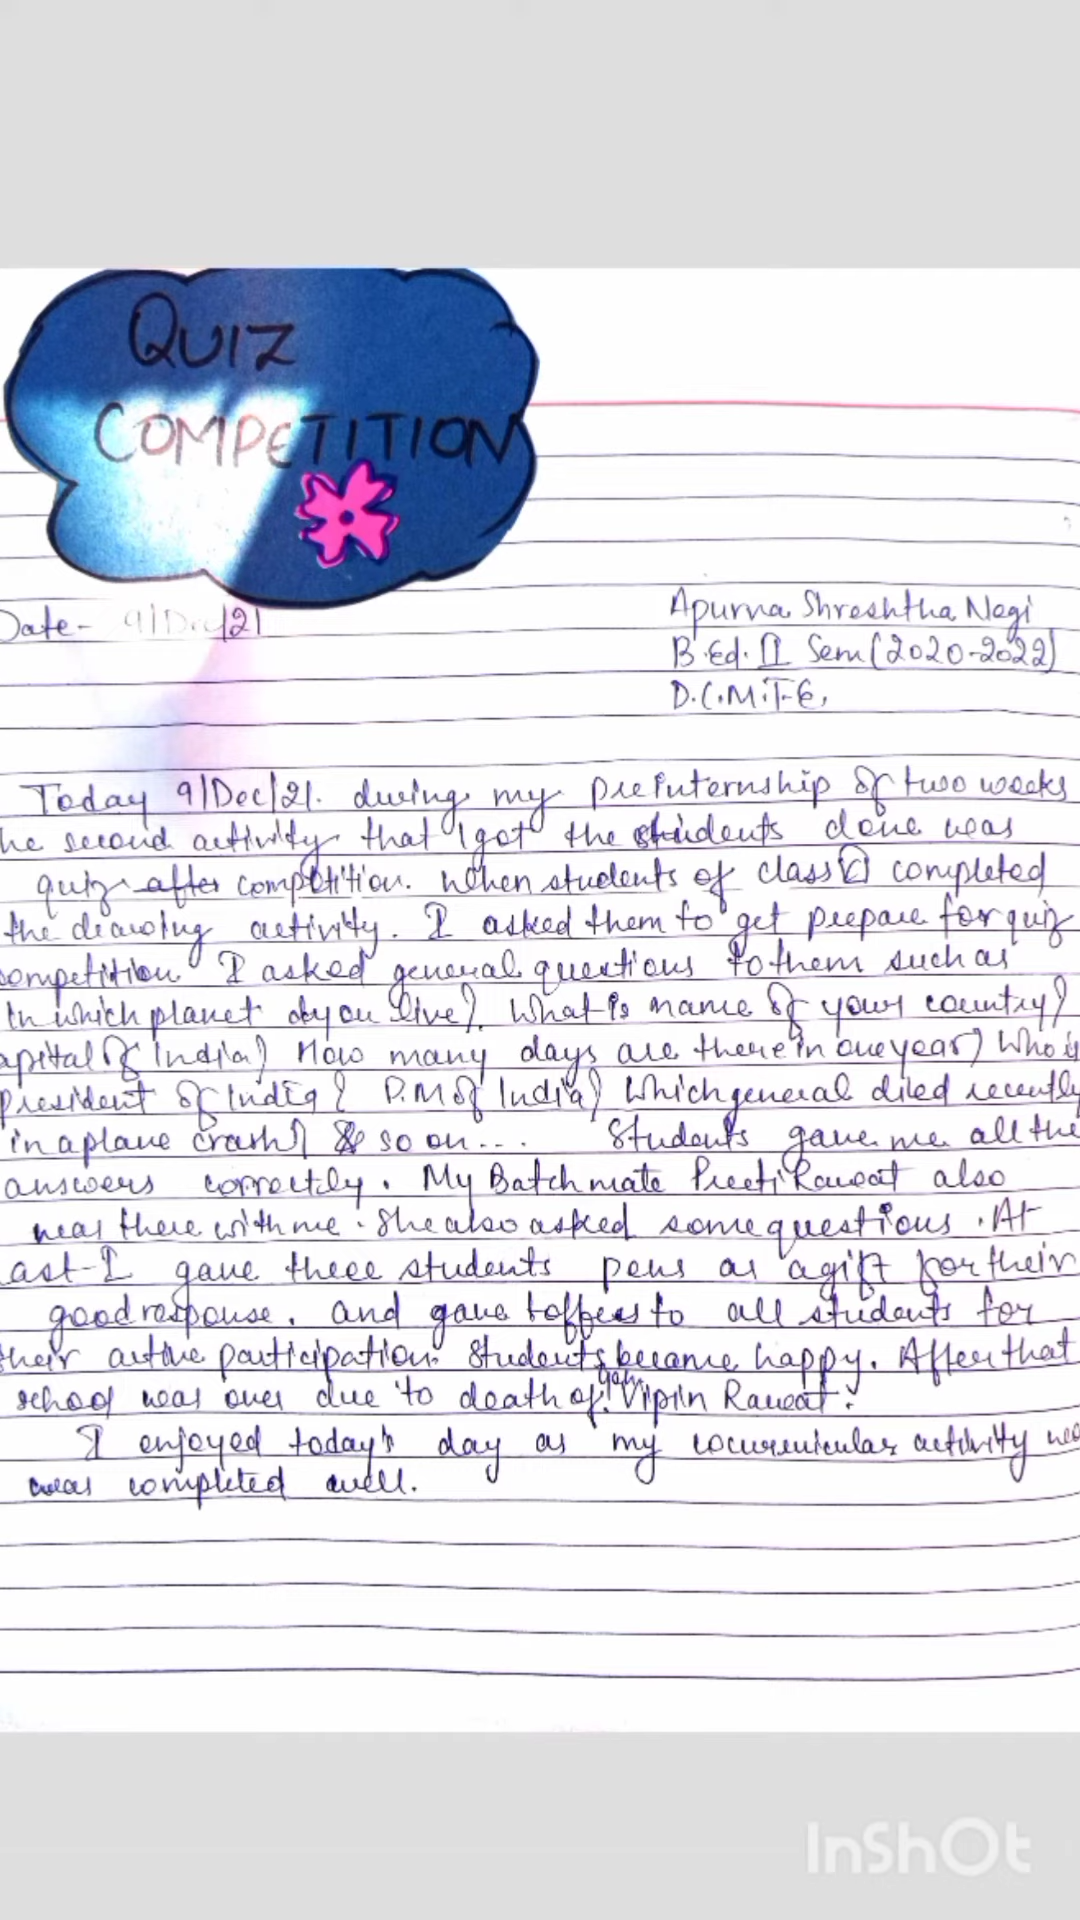 QUIZ
COMPETITION
Date- 9/Dec/21
Apurna Shreshtha Negi
B.Ed. II Sem (2020-2022)
D.C.M.T.E.
Today 9/Dec/21. during my Preinternship of two weeks
he second activity that I got the students done was
quiz after competition. When students of class completed
the drawing activity. I asked them to get prepare for quiz
ompetition I asked general questions to them such as
In which planet do you live? What is name of your country?
apital of India? How many days are there in one year? Who is
President of India? P.M of India? Which general died recently
in a plane crash? & so on... Students gave me all the
answers correctly. My Batchmate Preeti Rawat also
was there with me. She also asked some questions. At
ast I gave three students pens as a gift for their
good response. and gave toffees to all students for
their active participation. Students became happy. After that
school was over due to death of Gen. Vipin Rawat.
I enjoyed today's day as my cocurricular activity
was completed well.
InShOt